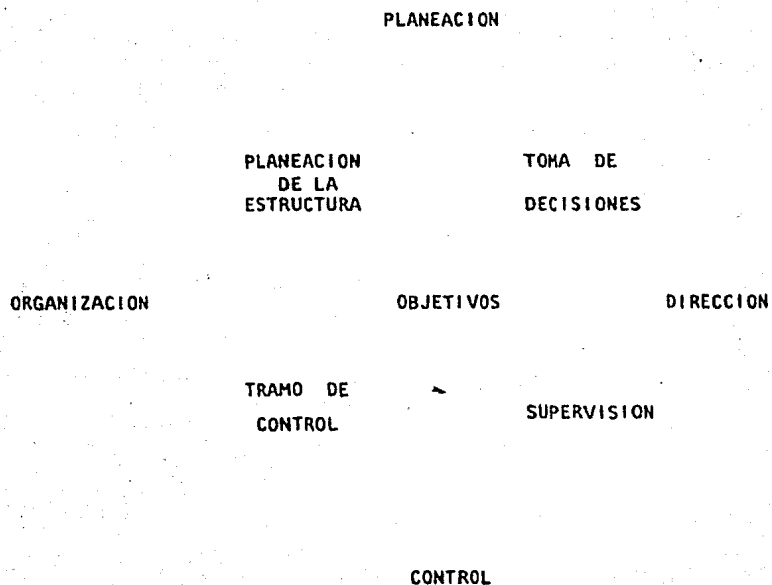 PLANEACION
PLANEACION
DE LA
ESTRUCTURA
TOMA DE
DECISIONES
ORGANIZACION
OBJETIVOS
DIRECCION
TRAMO DE
CONTROL
SUPERVISION
CONTROL